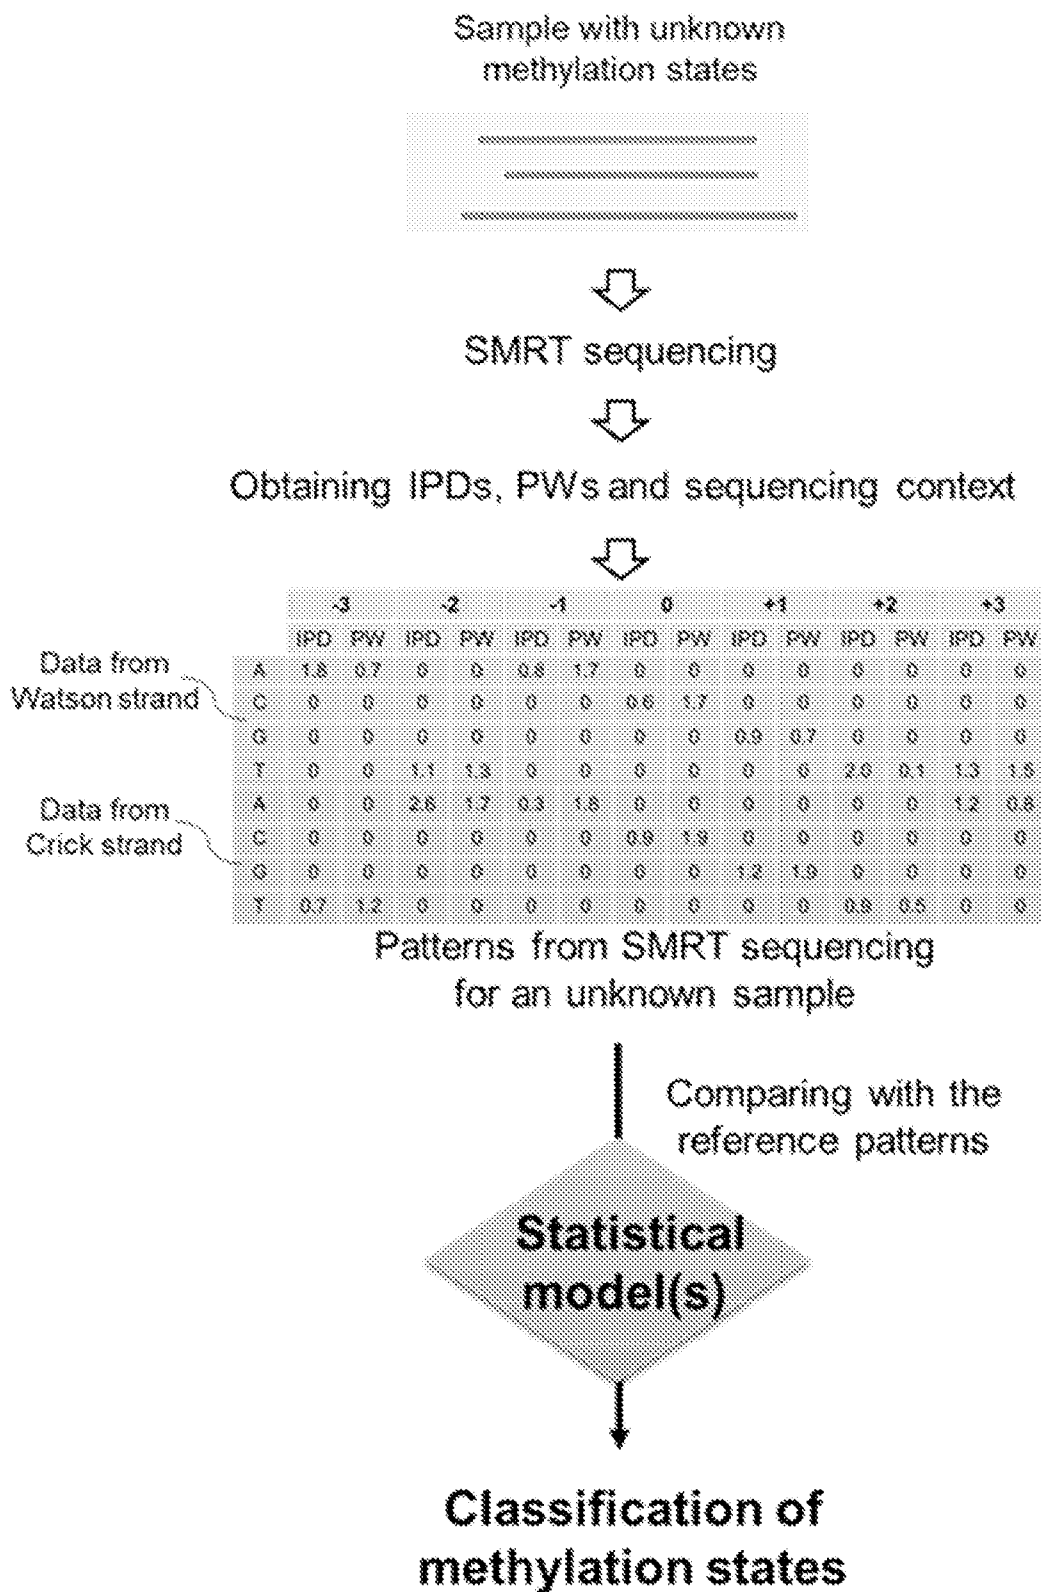 Sample with unknown
methylation states
SMRT sequencing
Obtaining IPDs, PWs and sequencing context
-3 -2 -1 0 +1 +2 +3
IPD PW IPD PW IPD PW IPD PW IPD PW IPD PW IPD PW
Data from
Watson strand
A 1.8 0.7 0 0 0.8 1.7 0 0 0 0 0 0 0 0
C 0 0 0 0 0 0 0.6 1.7 0 0 0 0 0 0
G 0 0 0 0 0 0 0 0 0.9 0.7 0 0 0 0
T 0 0 1.1 1.3 0 0 0 0 0 0 2.0 0.1 1.3 1.5
Data from
Crick strand
A 0 0 2.6 1.7 0.3 1.8 0 0 0 0 0 0 1.2 0.8
C 0 0 0 0 0 0 0.9 1.9 0 0 0 0 0 0
G 0 0 0 0 0 0 0 0 1.2 1.9 0 0 0 0
T 0.7 1.2 0 0 0 0 0 0 0 0 0.9 0.5 0 0
Patterns from SMRT sequencing
for an unknown sample
Comparing with the
reference patterns
Statistical
model(s)
Classification of
methylation states